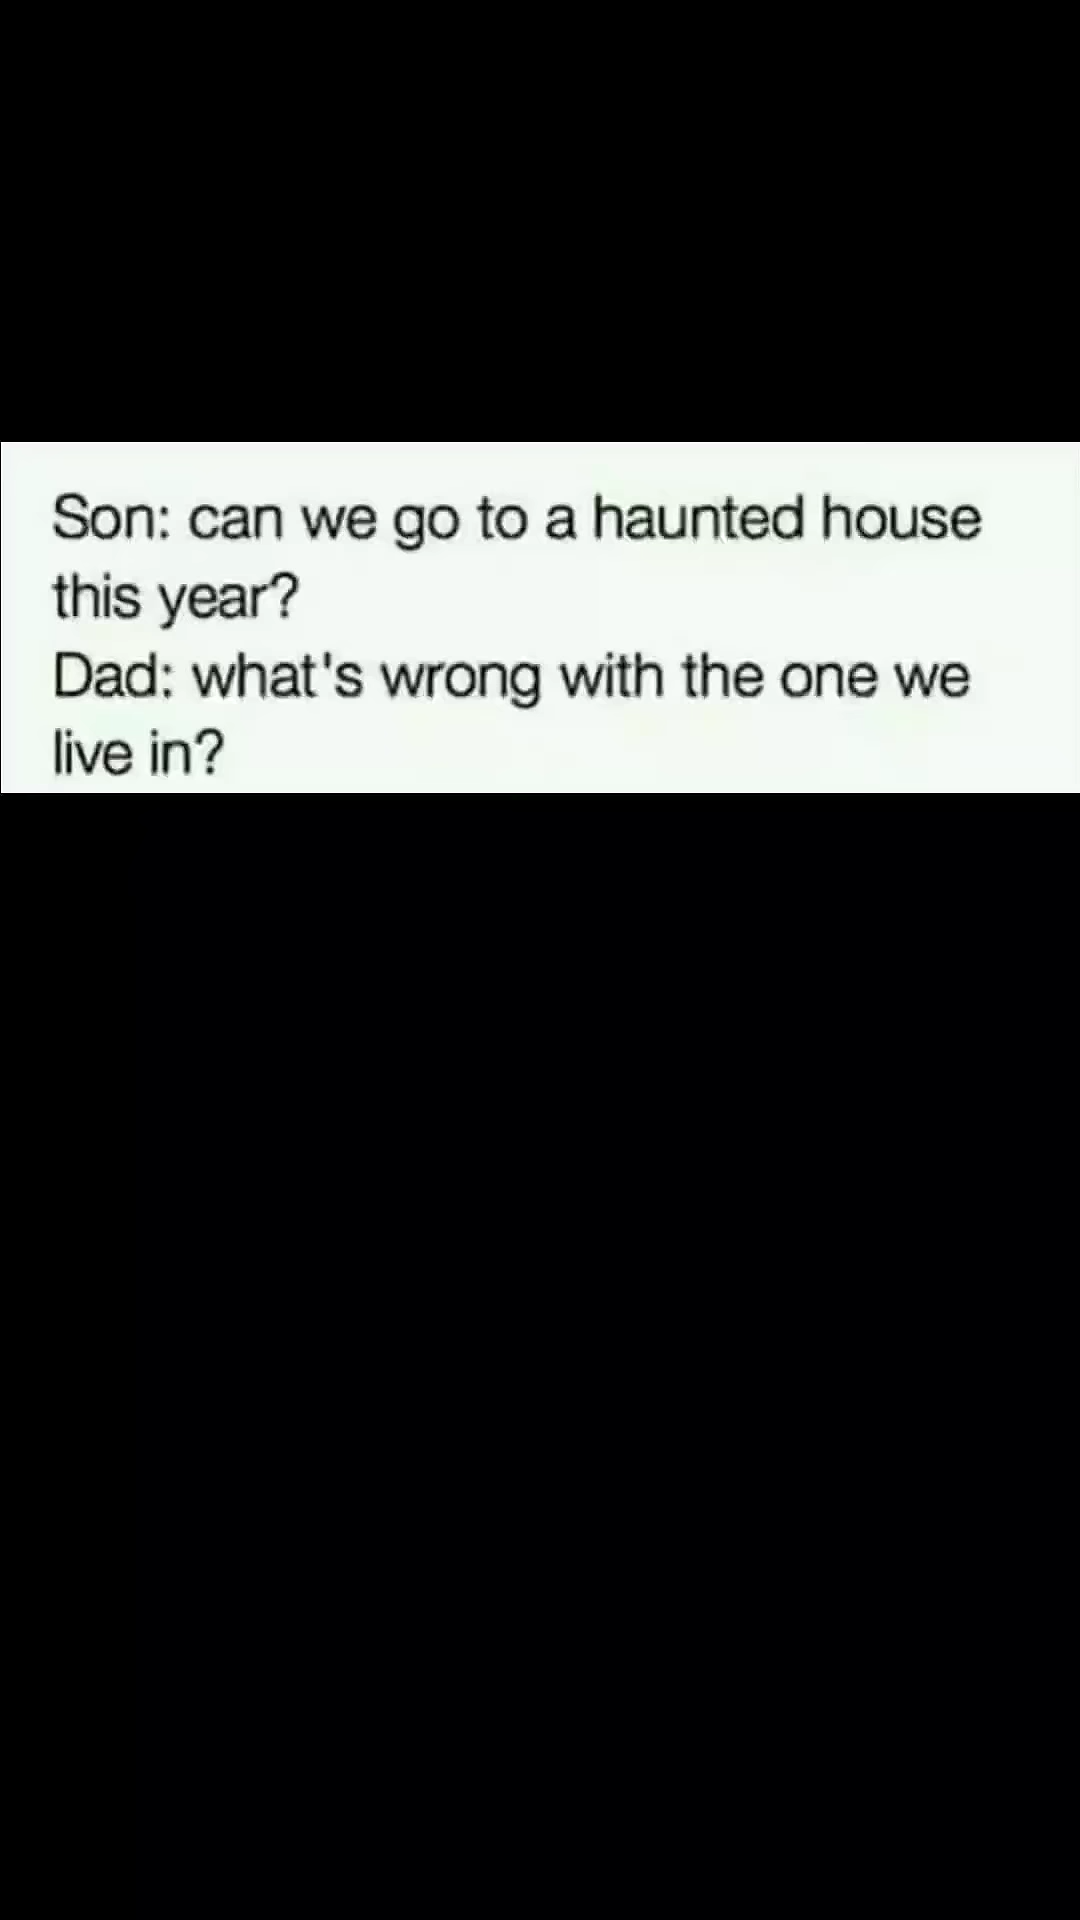 Son: can we go to a haunted house
this year?
Dad: what's wrong with the one we
live in?